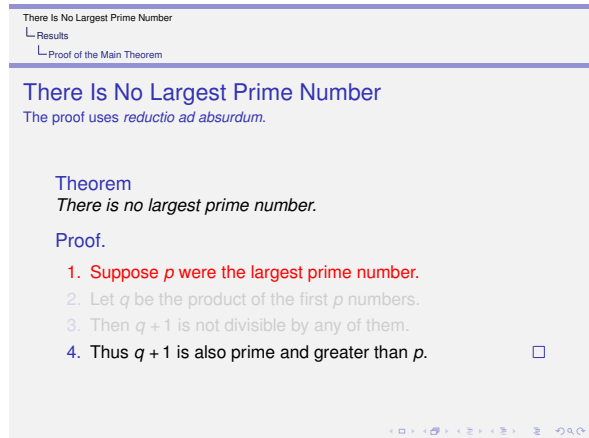 There Is No Largest Prime Number
Results
Proof of the Main Theorem
There Is No Largest Prime Number
The proof uses reductio ad absurdum.
Theorem
There is no largest prime number.
Proof.
1. Suppose p were the largest prime number.
2. Let q be the product of the first p numbers.
3. Then q + 1 is not divisible by any of them.
4. Thus q + 1 is also prime and greater than p.